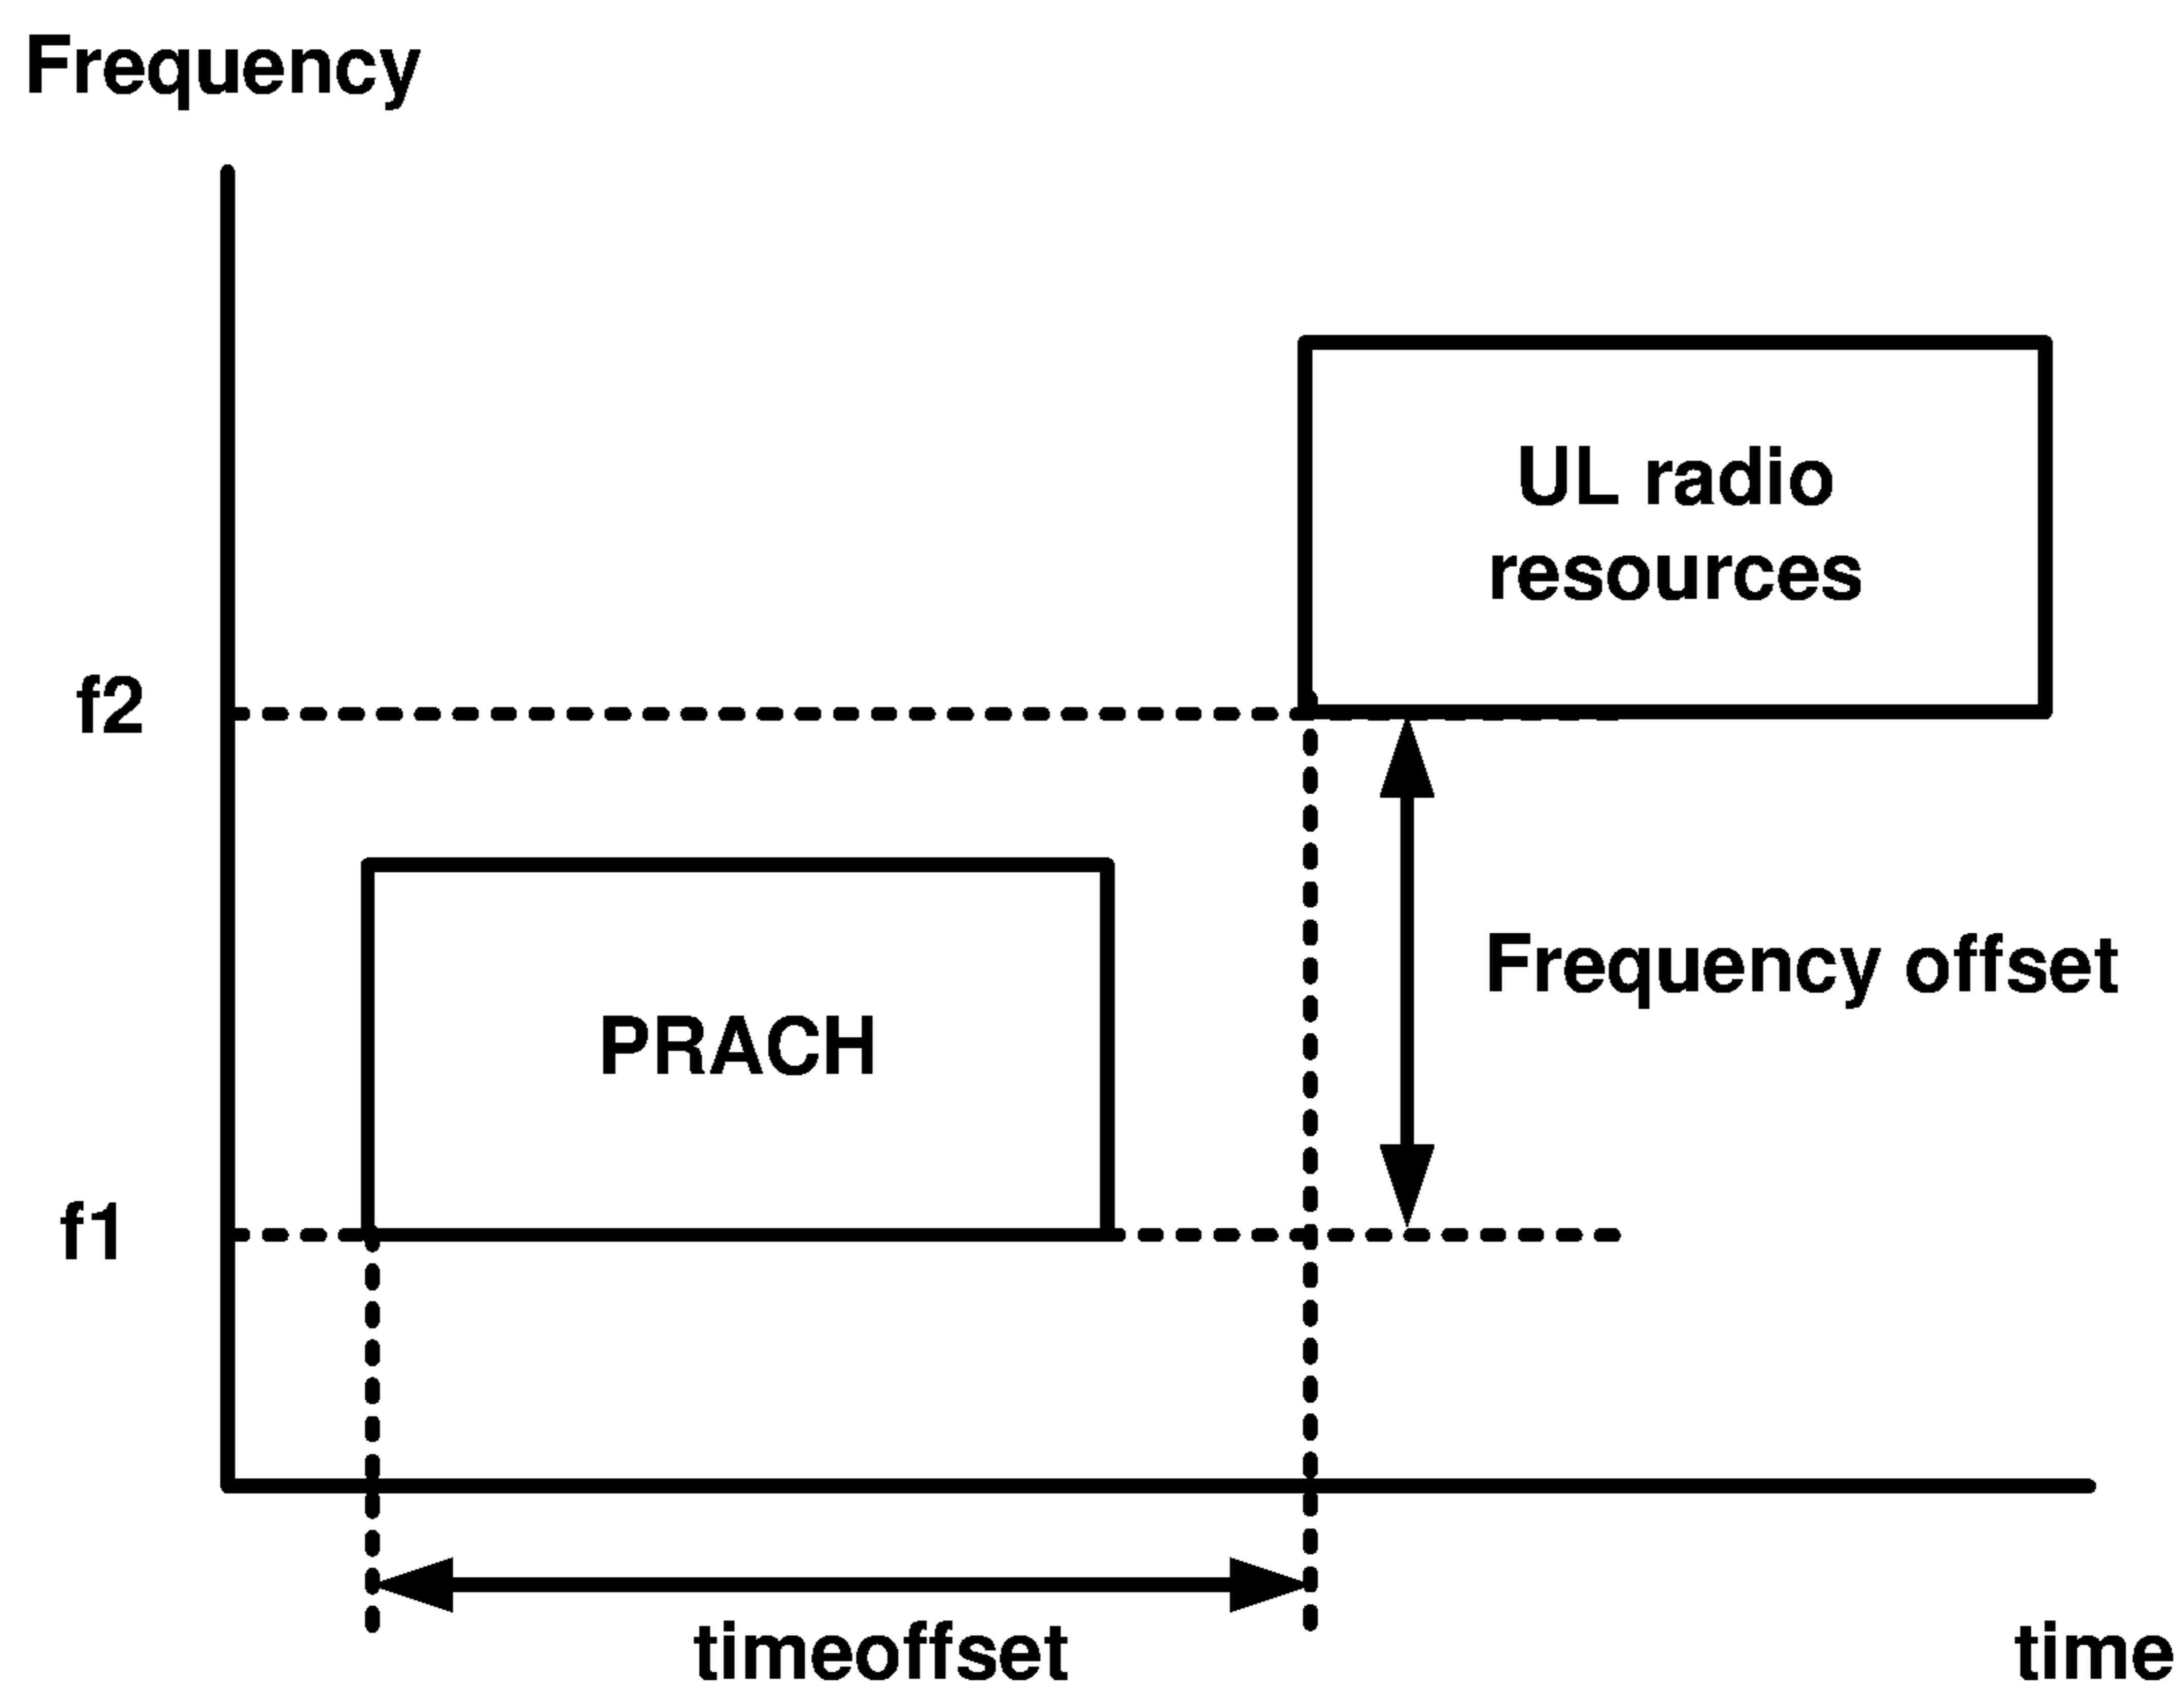 Frequency
UL radio
resources
f2
Frequency offset
PRACH
f1
timeoffset
time